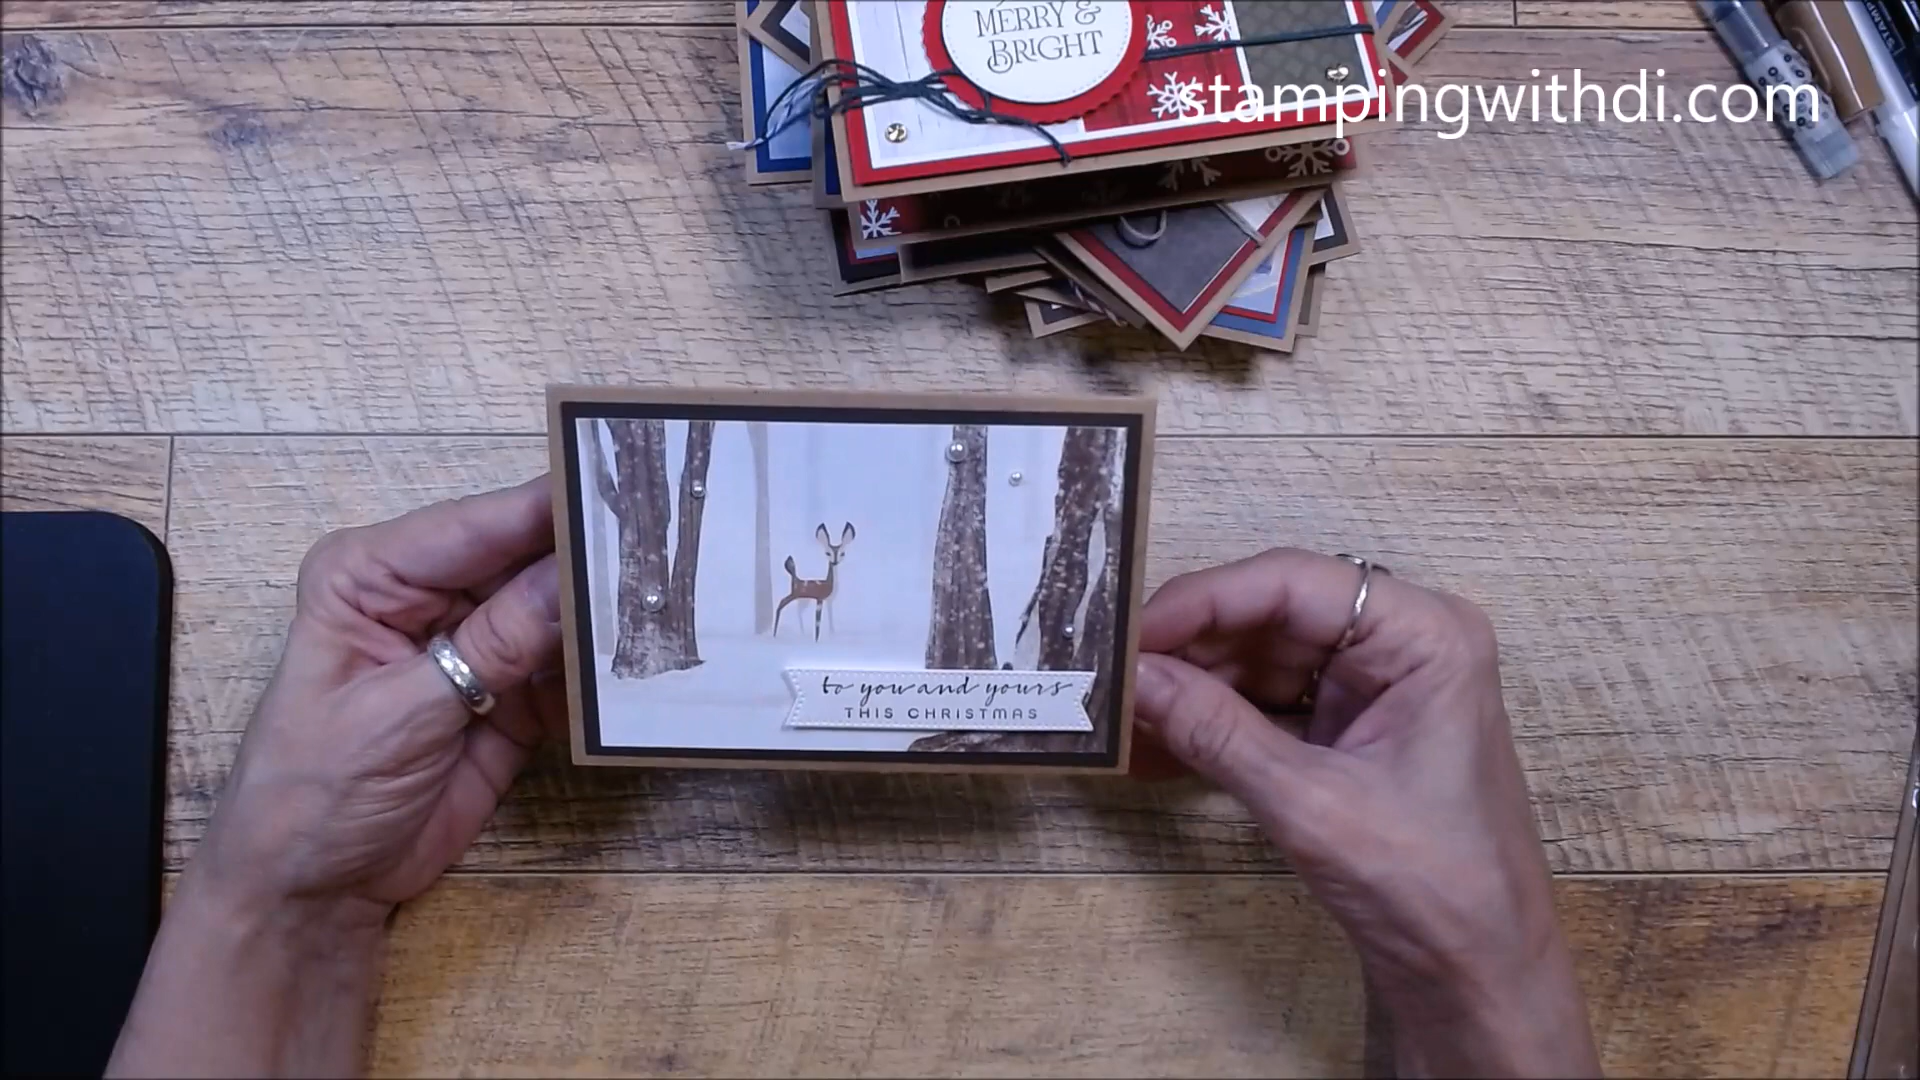 MERRY &
BRIGHT
stampingwithdi.com
to you and yours
THIS CHRISTMAS